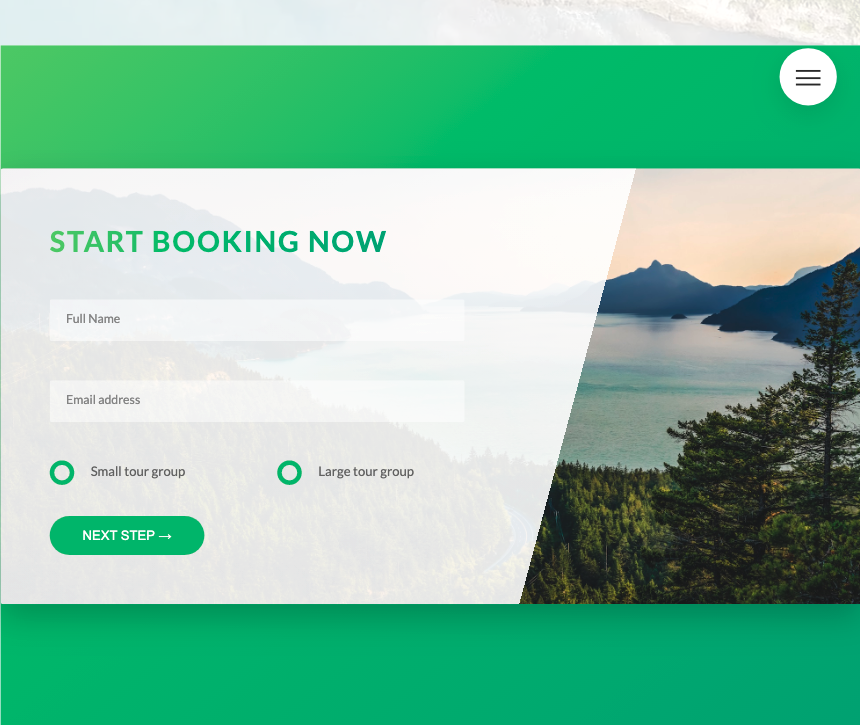 START BOOKING NOW
Full Name
Email address
Small tour group
Large tour group
NEXT STEP →